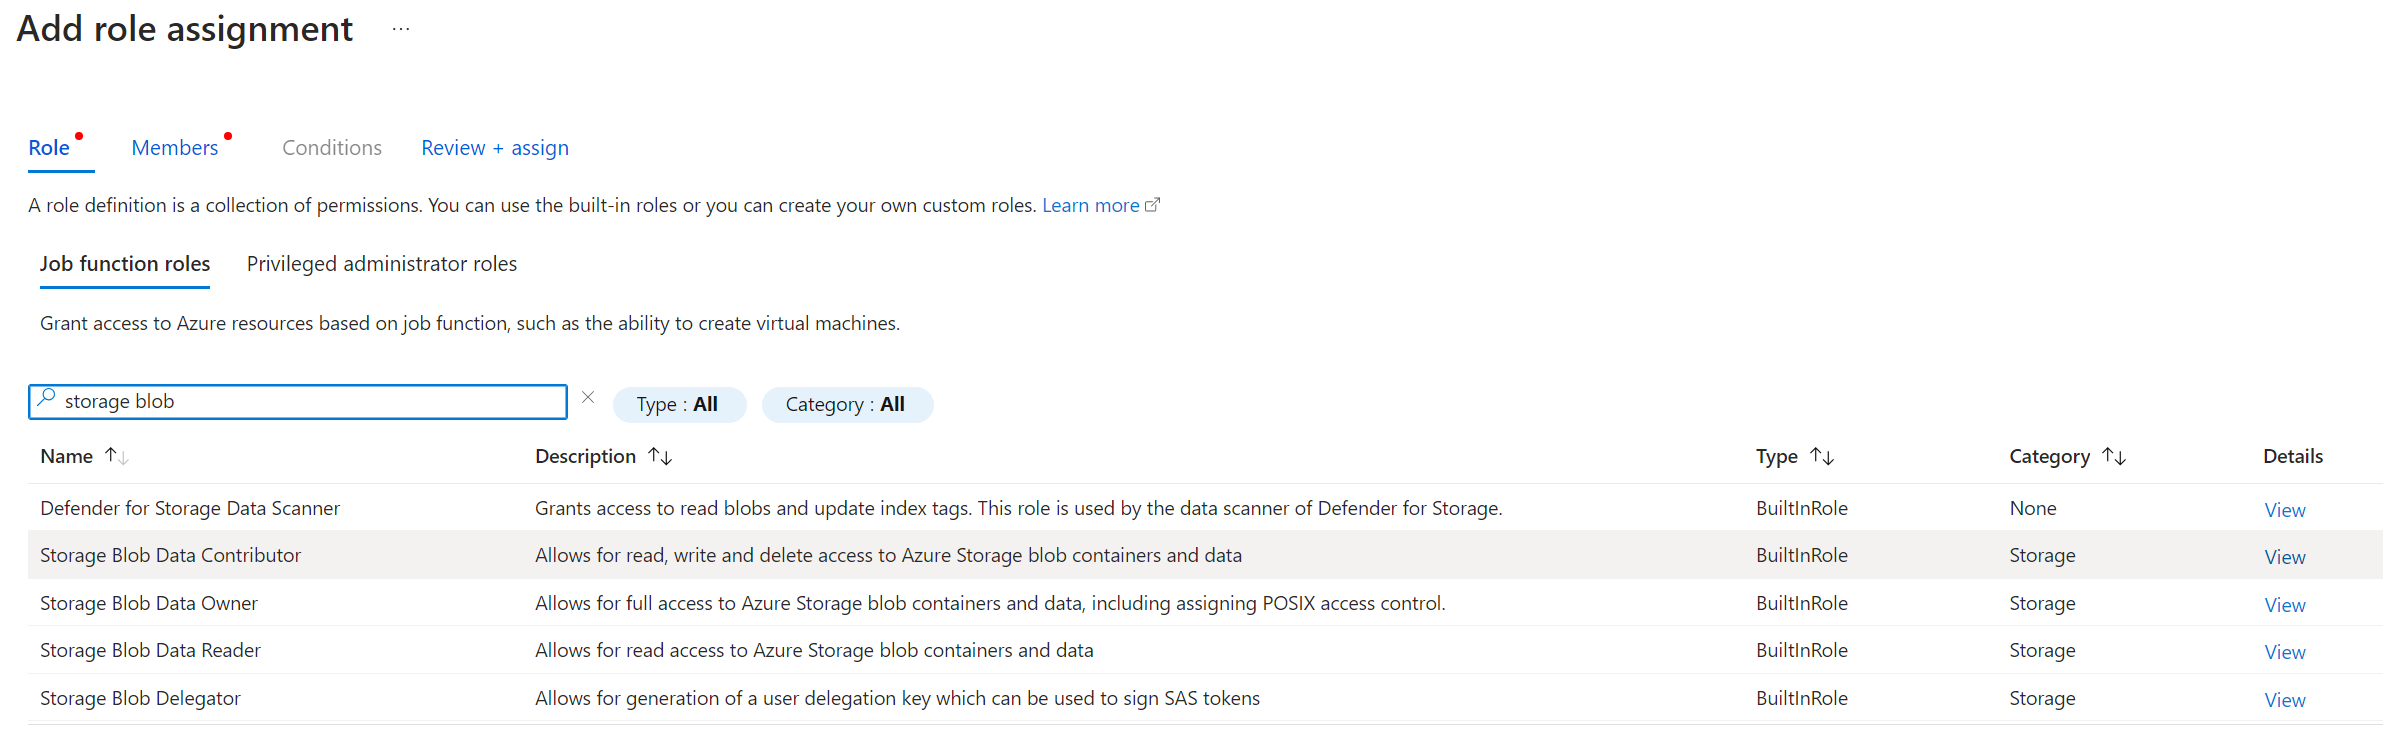 Add role assignment ...
Role Members Conditions Review + assign
A role definition is a collection of permissions. You can use the built-in roles or you can create your own custom roles. Learn more
Job function roles Privileged administrator roles
Grant access to Azure resources based on job function, such as the ability to create virtual machines.
storage blob Type : All Category : All
Name Description Type Category Details
Defender for Storage Data Scanner Grants access to read blobs and update index tags. This role is used by the data scanner of Defender for Storage. BuiltInRole None View
Storage Blob Data Contributor Allows for read, write and delete access to Azure Storage blob containers and data BuiltInRole Storage View
Storage Blob Data Owner Allows for full access to Azure Storage blob containers and data, including assigning POSIX access control. BuiltInRole Storage View
Storage Blob Data Reader Allows for read access to Azure Storage blob containers and data BuiltInRole Storage View
Storage Blob Delegator Allows for generation of a user delegation key which can be used to sign SAS tokens BuiltInRole Storage View